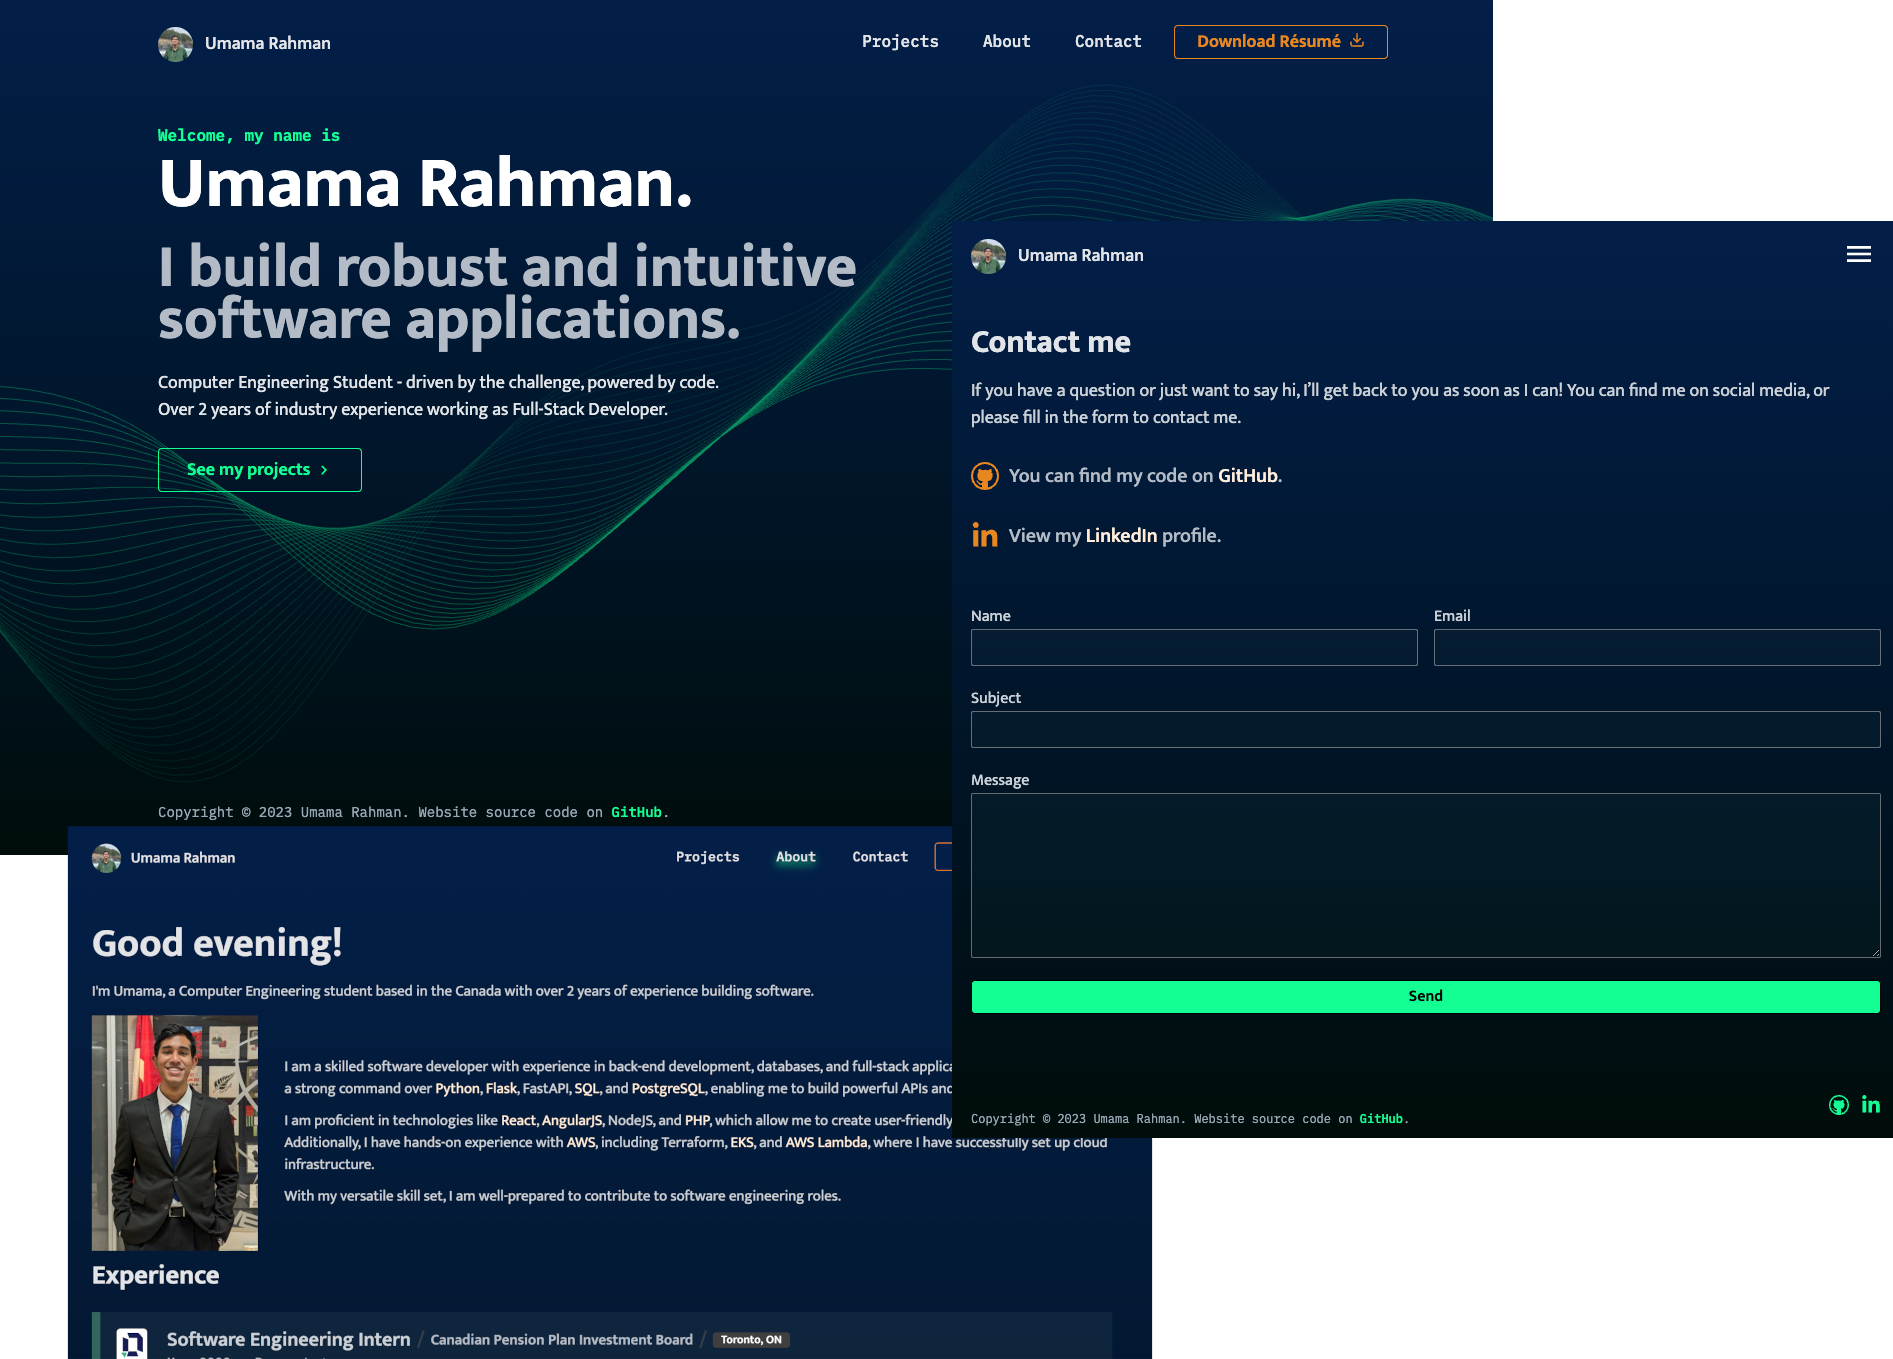 Umama Rahman
Projects About Contact Download Résumé
Welcome, my name is
Umama Rahman.
I build robust and intuitive
software applications.
Computer Engineering Student - driven by the challenge, powered by code.
Over 2 years of industry experience working as Full-Stack Developer.
See my projects
Copyright © 2023 Umama Rahman. Website source code on GitHub.
Umama Rahman
Contact me
If you have a question or just want to say hi, I’ll get back to you as soon as I can! You can find me on social media, or
please fill in the form to contact me.
You can find my code on GitHub.
in View my LinkedIn profile.
Name Email
Subject
Message
Send
Copyright © 2023 Umama Rahman. Website source code on GitHub.
in
Umama Rahman
Projects About Contact
Good evening!
I'm Umama, a Computer Engineering student based in the Canada with over 2 years of experience building software.
I am a skilled software developer with experience in back-end development, databases, and full-stack
a strong command over Python, Flask, FastAPI, SQL, and PostgreSQL, enabling me to build powerful APIs and
I am proficient in technologies like React, AngularJS, NodeJS, and PHP, which allow me to create user-friendly
Additionally, I have hands-on experience with AWS, including Terraform, EKS, and AWS Lambda, where I have successfully set up cloud
infrastructure.
With my versatile skill set, I am well-prepared to contribute to software engineering roles.
Experience
Software Engineering Intern / Canadian Pension Plan Investment Board / Toronto, ON